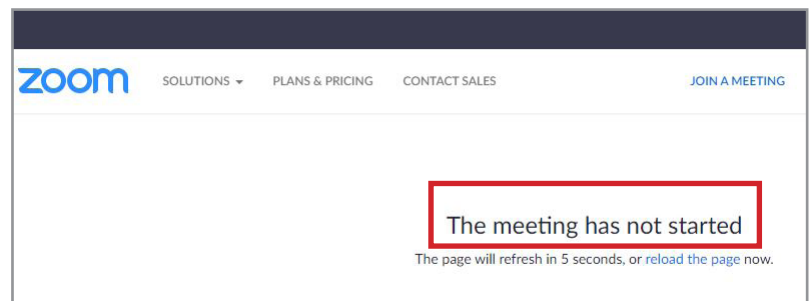 zoom SOLUTIONS PLANS & PRICING CONTACT SALES JOIN A MEETING
The meeting has not started
The page will refresh in 5 seconds, or reload the page now.